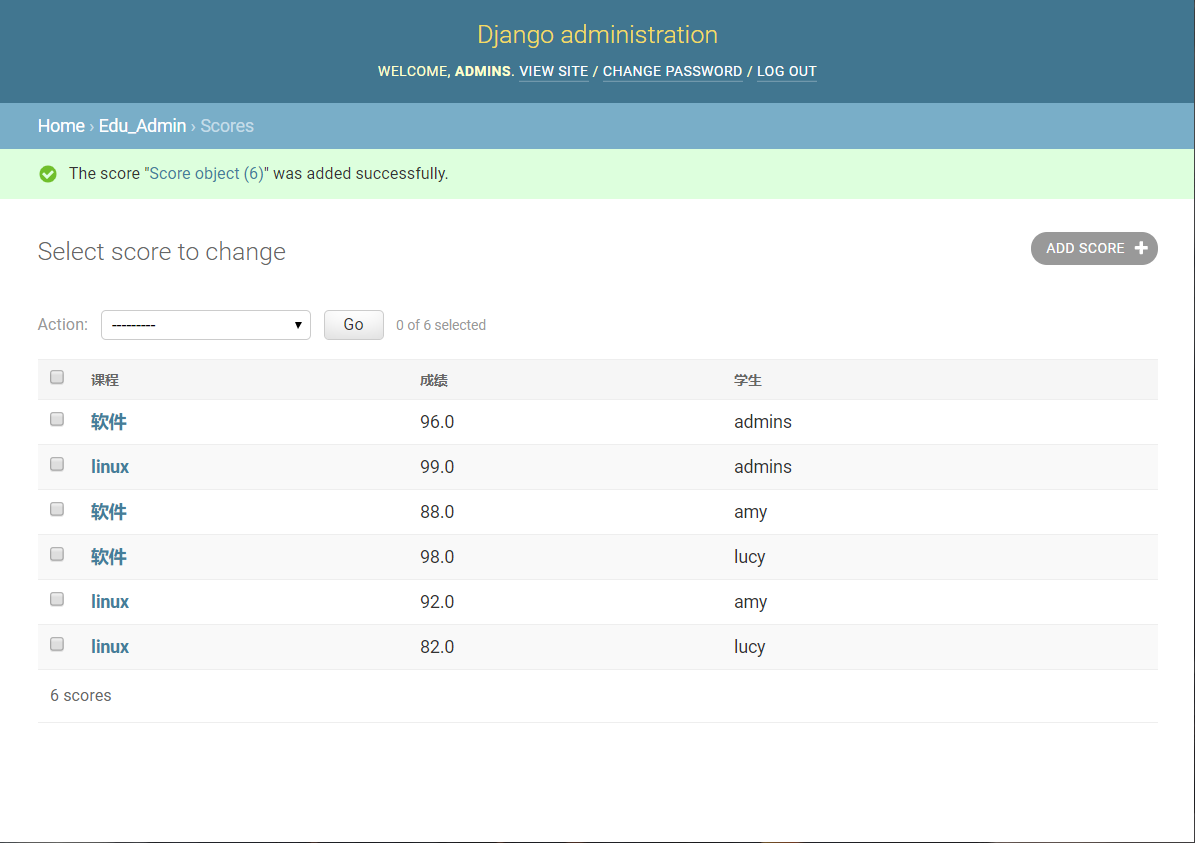 Django administration
WELCOME, ADMINS. VIEW SITE / CHANGE PASSWORD / LOG OUT
Home › Edu_Admin › Scores
The score "Score object (6)" was added successfully.
Select score to change
ADD SCORE +
Action: --------- Go 0 of 6 selected
课程 成绩 学生
软件 96.0 admins
linux 99.0 admins
软件 88.0 amy
软件 98.0 lucy
linux 92.0 amy
linux 82.0 lucy
6 scores